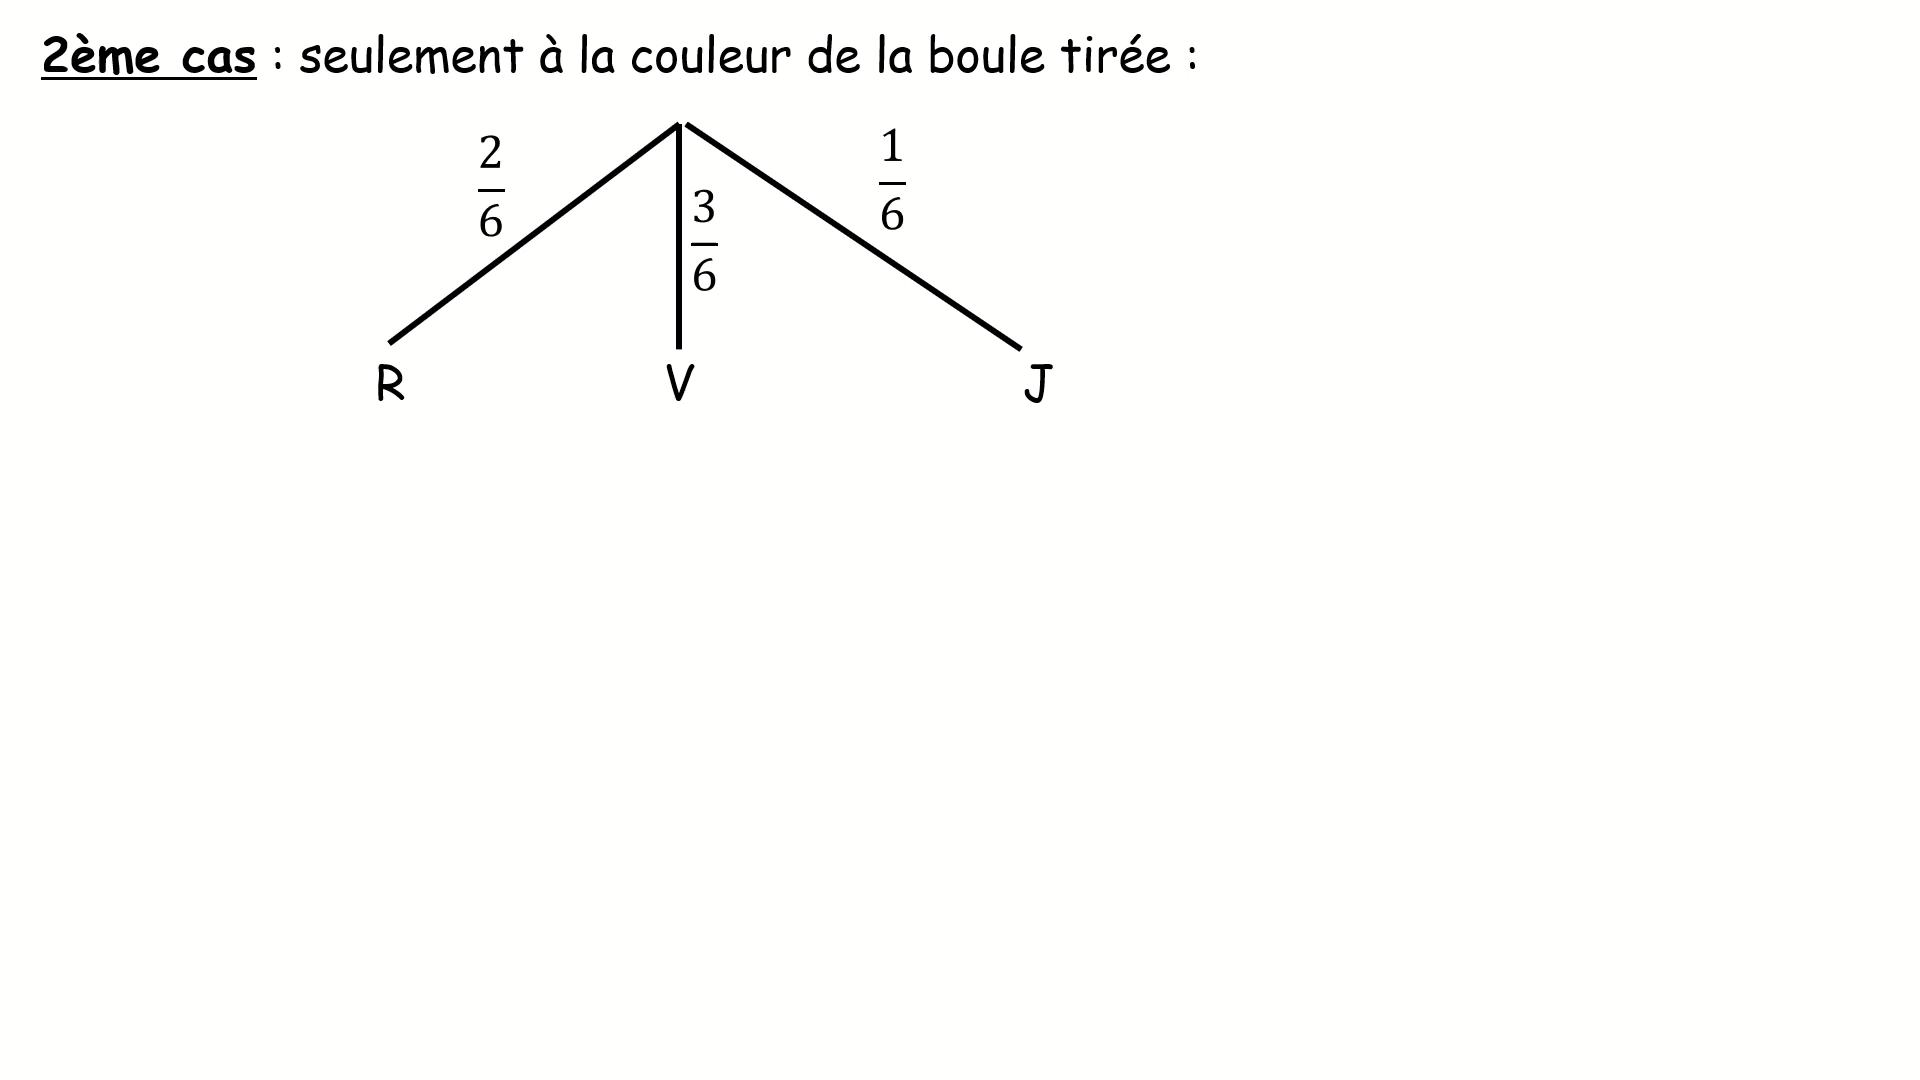 2ème cas : seulement à la couleur de la boule tirée :
2/6
3/6
1/6
R V J